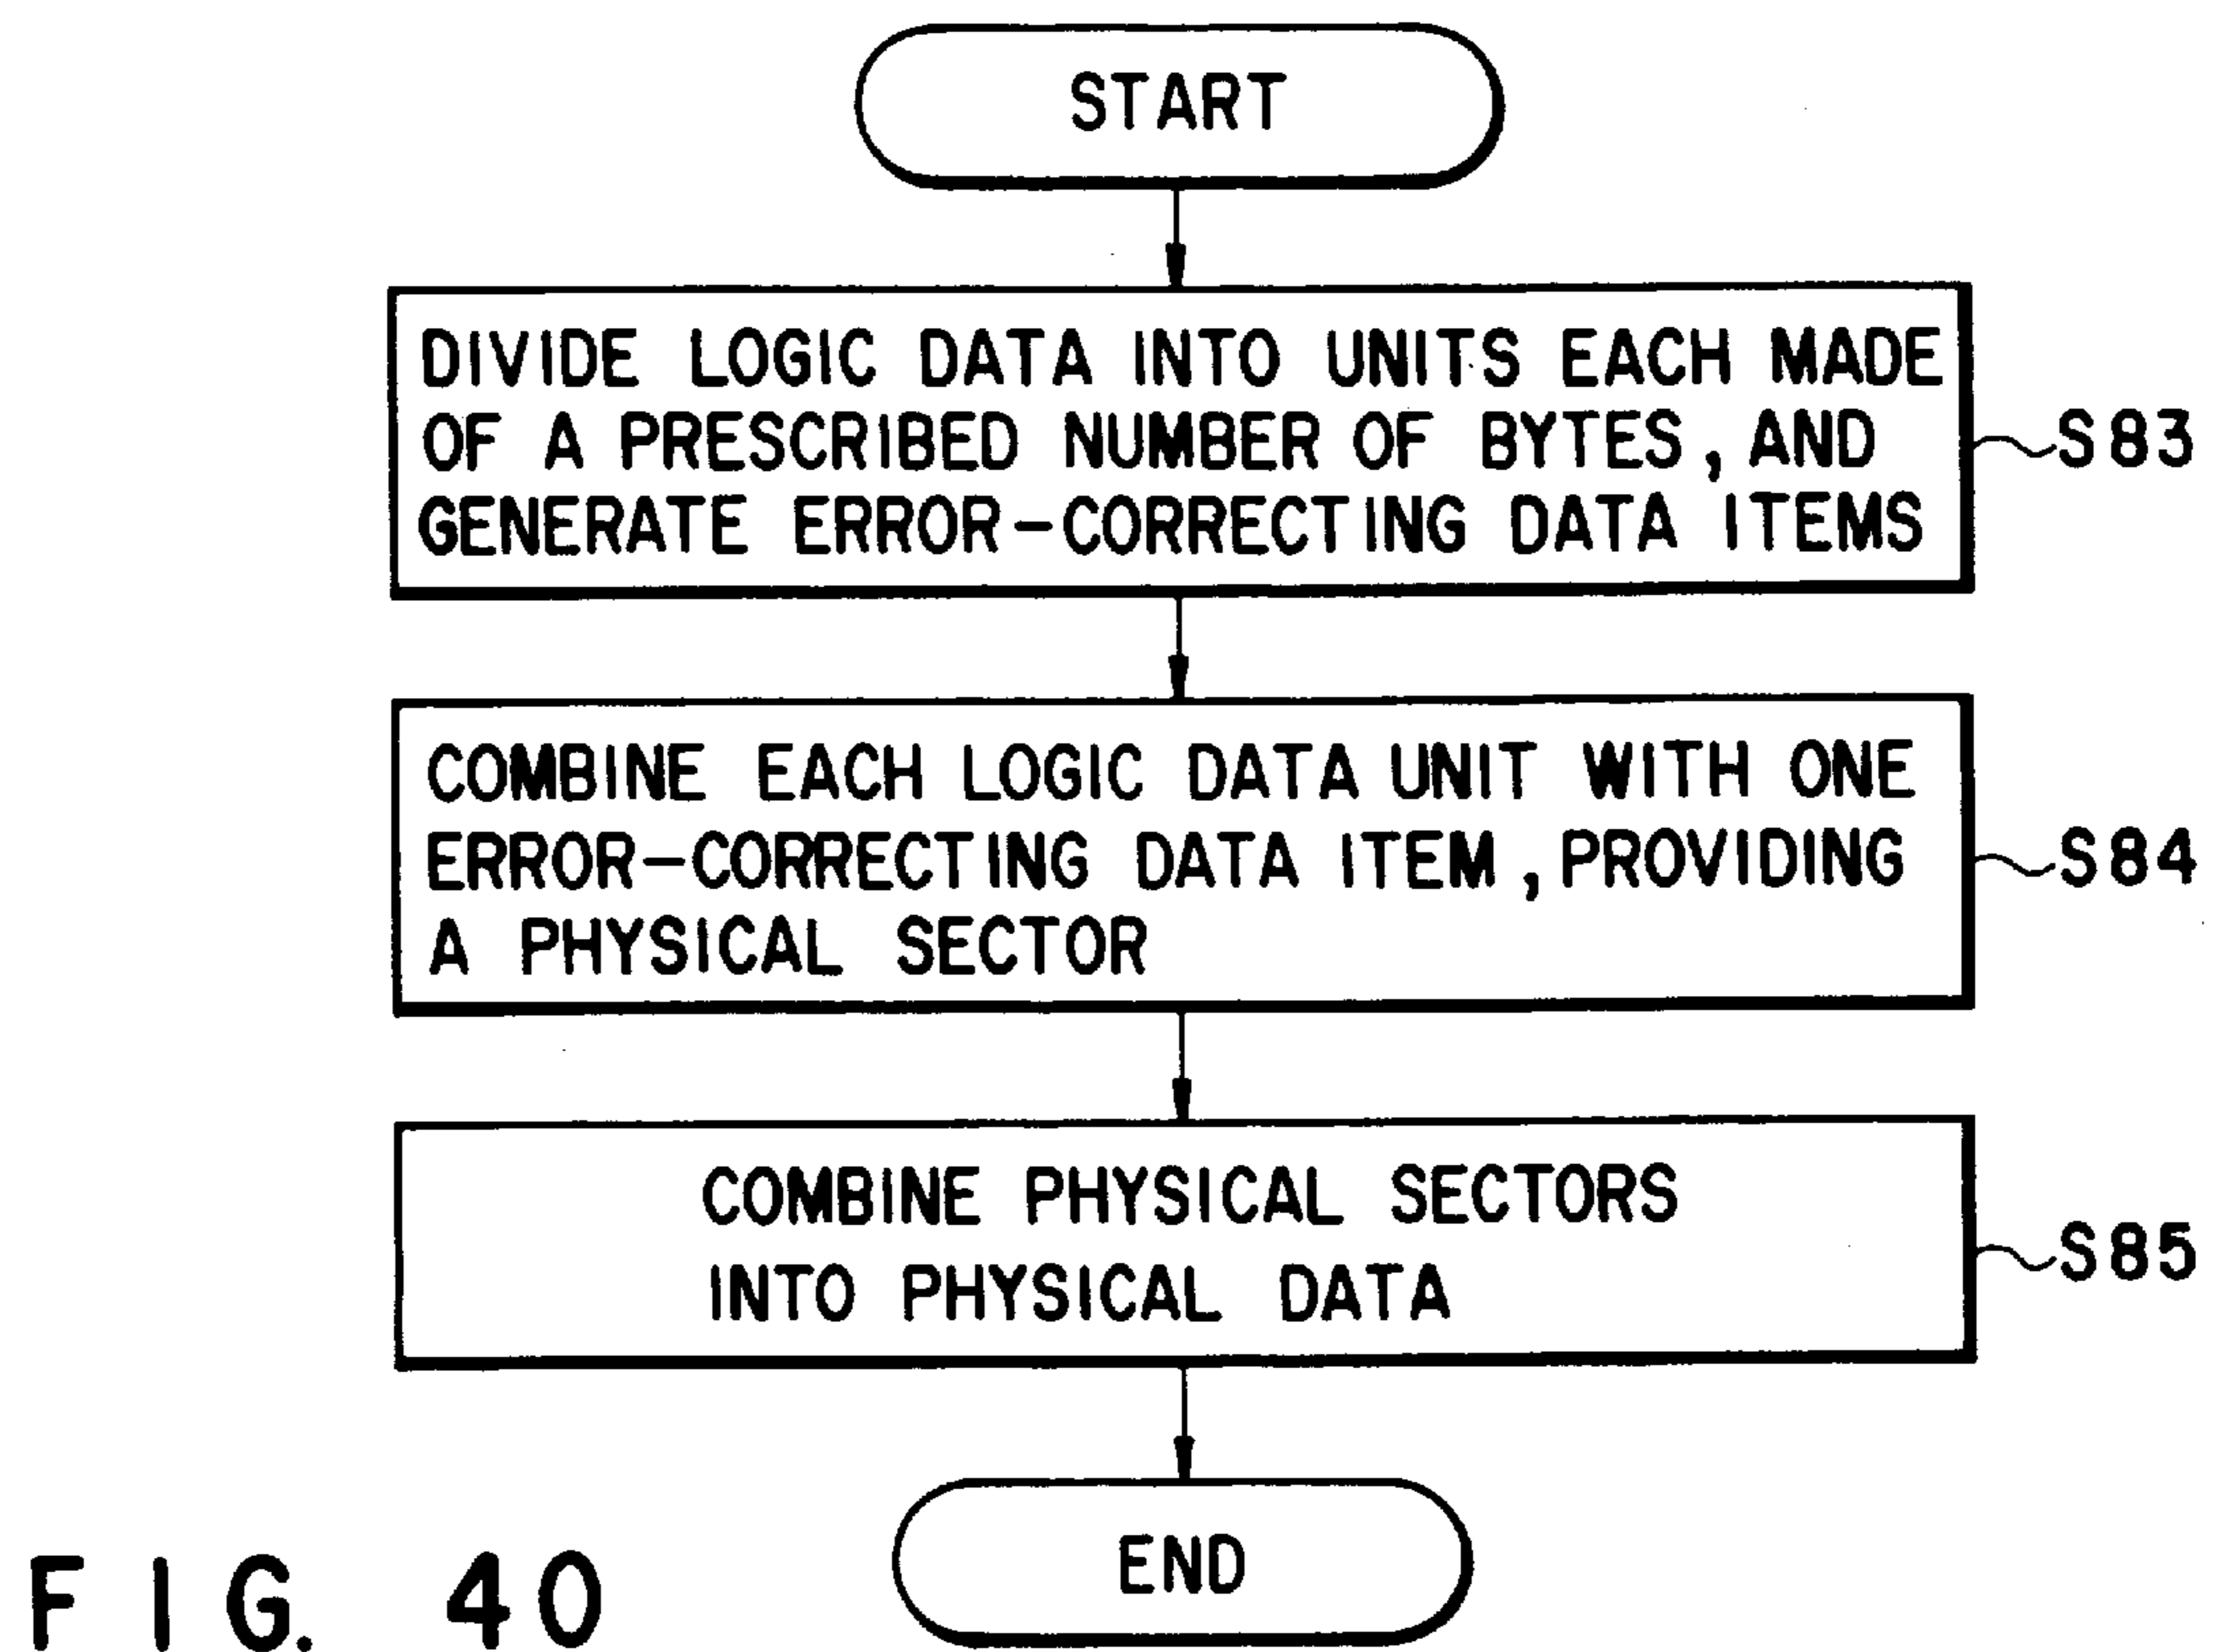 START
DIVIDE LOGIC DATA INTO UNITS EACH MADE
OF A PRESCRIBED NUMBER OF BYTES, AND
GENERATE ERROR-CORRECTING DATA ITEMS
S83
COMBINE EACH LOGIC DATA UNIT WITH ONE
ERROR-CORRECTING DATA ITEM, PROVIDING
A PHYSICAL SECTOR
S84
COMBINE PHYSICAL SECTORS
INTO PHYSICAL DATA
S85
END
FIG. 40